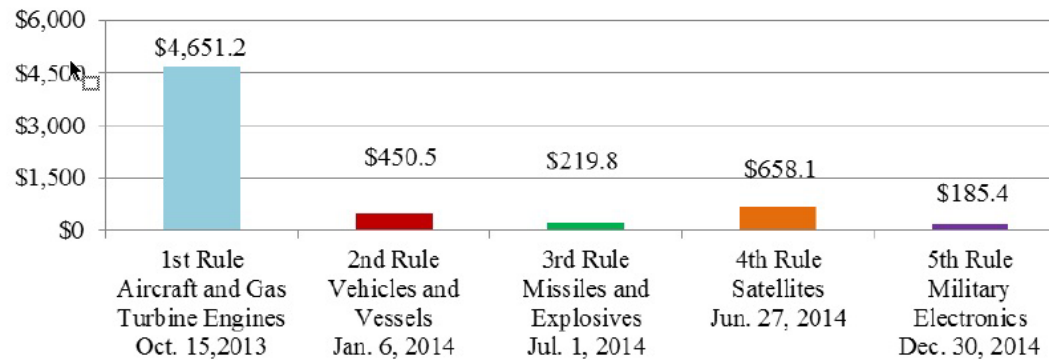 $6,000
$4,500
$3,000
$1,500
$0
$4,651.2
$450.5
$219.8
$658.1
$185.4
1st Rule
Aircraft and Gas
Turbine Engines
Oct. 15,2013
2nd Rule
Vehicles and
Vessels
Jan. 6, 2014
3rd Rule
Missiles and
Explosives
Jul. 1, 2014
4th Rule
Satellites
Jun. 27, 2014
5th Rule
Military
Electronics
Dec. 30, 2014